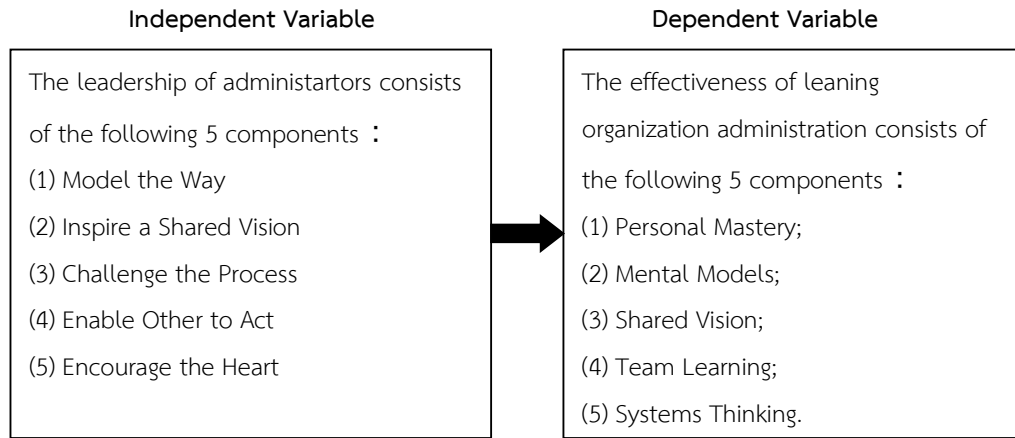 Independent Variable
The leadership of administartors consists
of the following 5 components :
(1) Model the Way
(2) Inspire a Shared Vision
(3) Challenge the Process
(4) Enable Other to Act
(5) Encourage the Heart
Dependent Variable
The effectiveness of leaning
organization administration consists of
the following 5 components :
(1) Personal Mastery;
(2) Mental Models;
(3) Shared Vision;
(4) Team Learning;
(5) Systems Thinking.